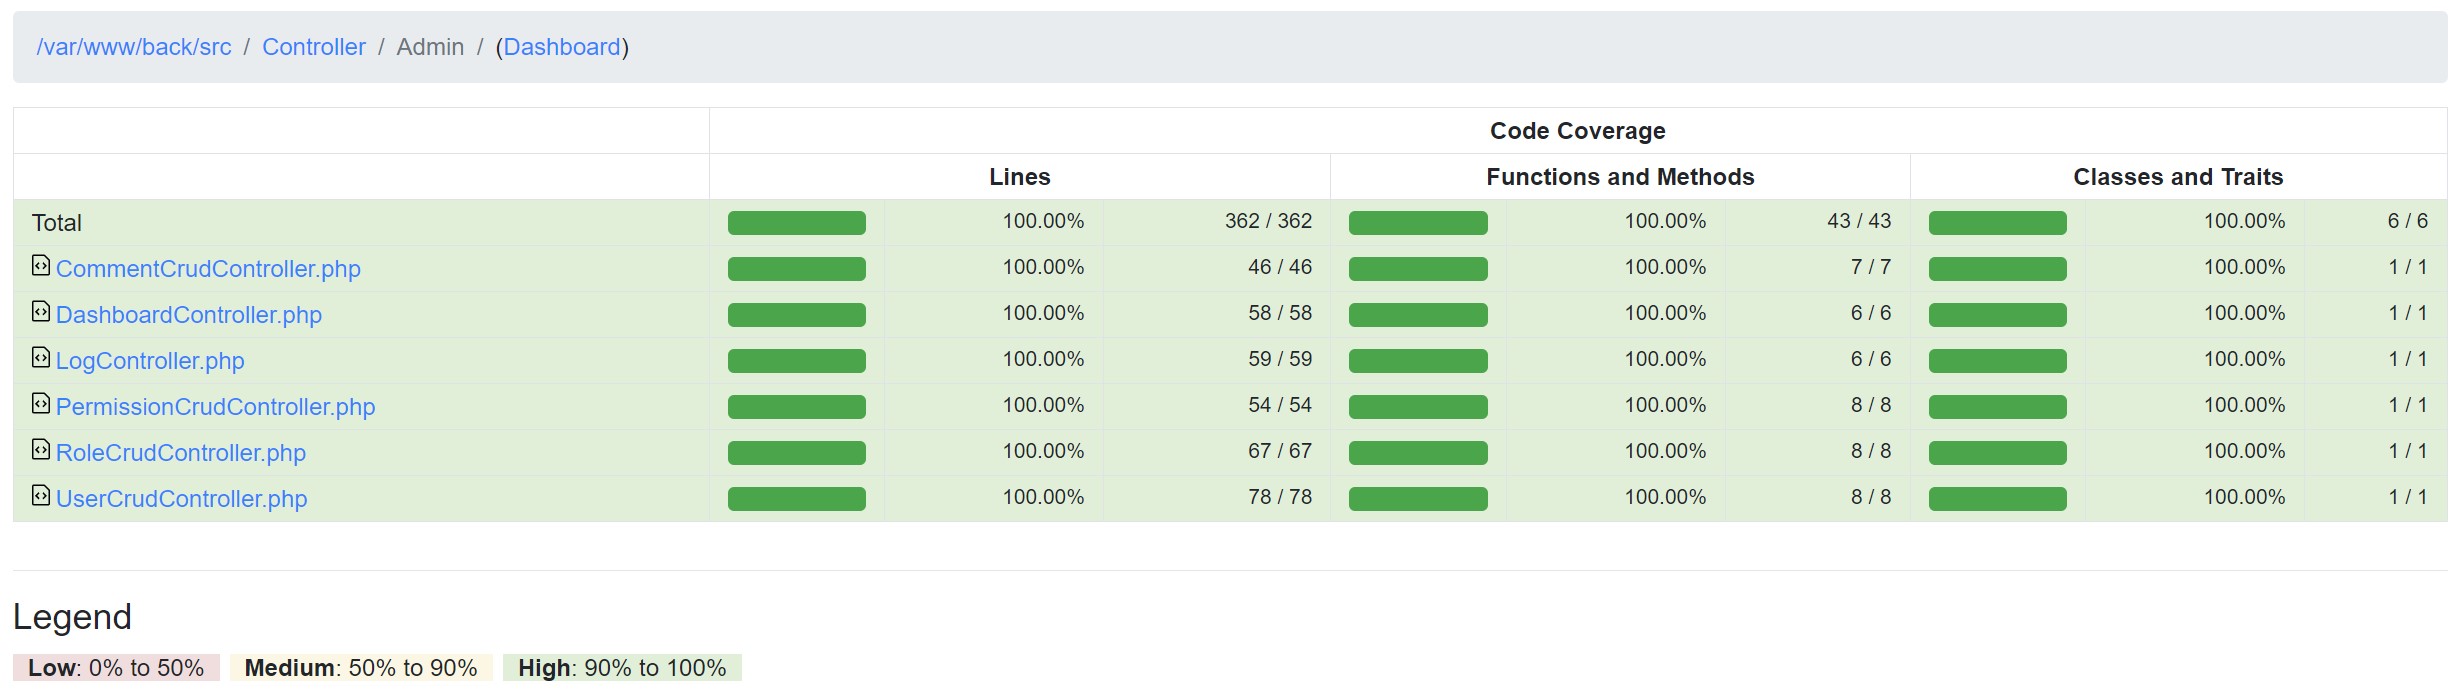 /var/www/back/src / Controller / Admin / (Dashboard)
Code Coverage
Lines Functions and Methods Classes and Traits
Total 100.00% 362 / 362 100.00% 43 / 43 100.00% 6 / 6
CommentCrudController.php 100.00% 46 / 46 100.00% 7 / 7 100.00% 1 / 1
DashboardController.php 100.00% 58 / 58 100.00% 6 / 6 100.00% 1 / 1
LogController.php 100.00% 59 / 59 100.00% 6 / 6 100.00% 1 / 1
PermissionCrudController.php 100.00% 54 / 54 100.00% 8 / 8 100.00% 1 / 1
RoleCrudController.php 100.00% 67 / 67 100.00% 8 / 8 100.00% 1 / 1
UserCrudController.php 100.00% 78 / 78 100.00% 8 / 8 100.00% 1 / 1
Legend
Low: 0% to 50% Medium: 50% to 90% High: 90% to 100%